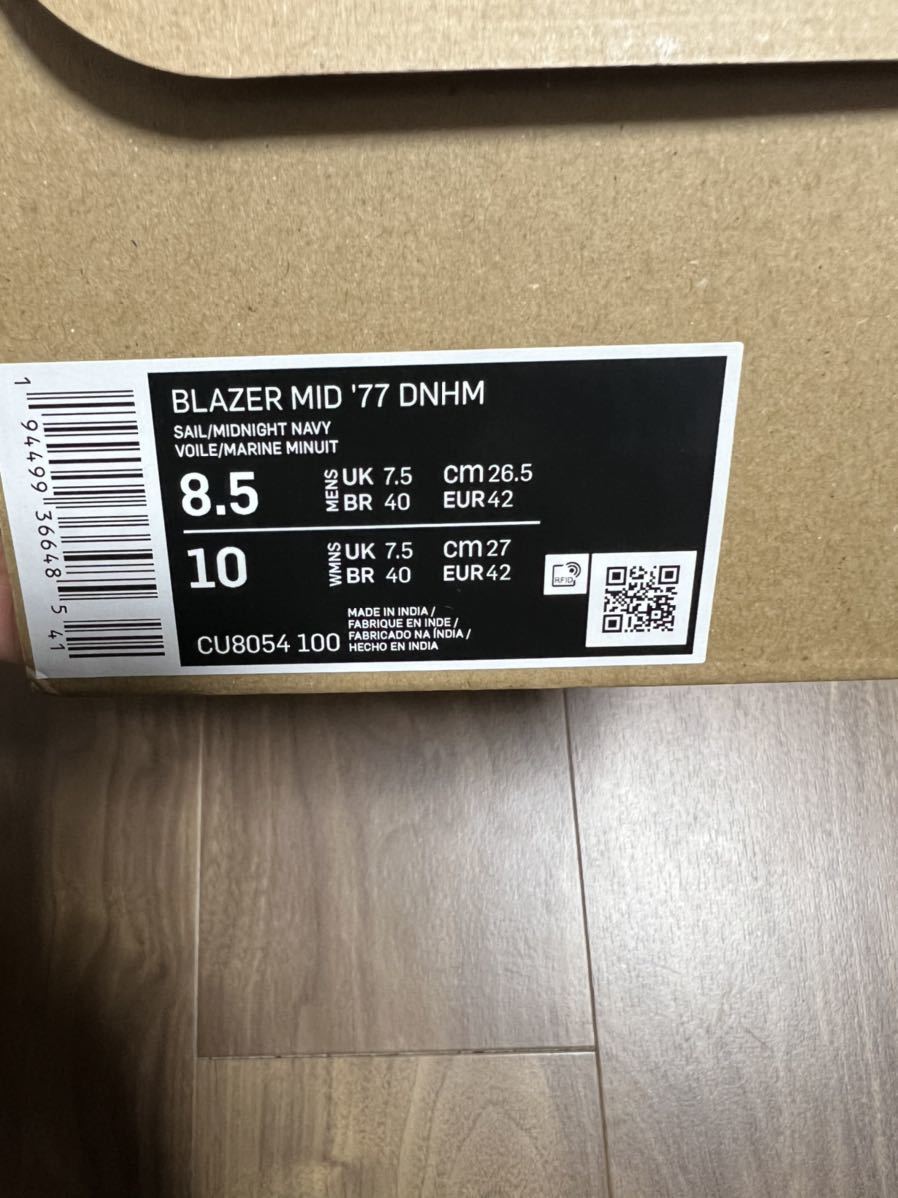 BLAZER MID '77 DNHM
SAIL/MIDNIGHT NAVY
VOILE/MARINE MINUIT
8.5
MENS
UK 7.5
cm 26.5
BR 40
EUR 42
10
WMNS
UK 7.5
cm 27
BR 40
EUR 42
RFID
CU8054 100
MADE IN INDIA /
FABRIQUE EN INDE /
FABRICADO NA ÍNDIA /
HECHO EN INDIA
1 94499 36648 5 41